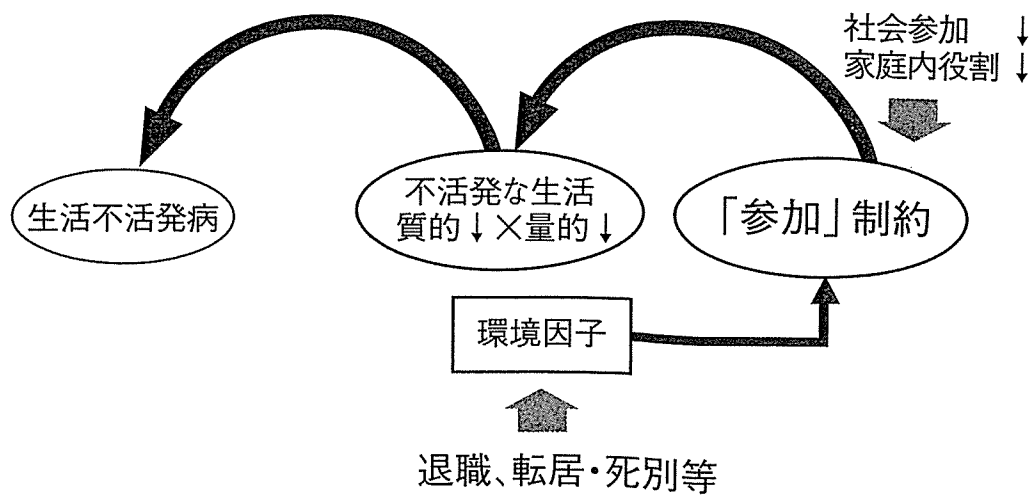 社会参加 ↓
家庭内役割 ↓
生活不活発病
不活発な生活
質的↓×量的↓
「参加」制約
環境因子
退職、転居・死別等